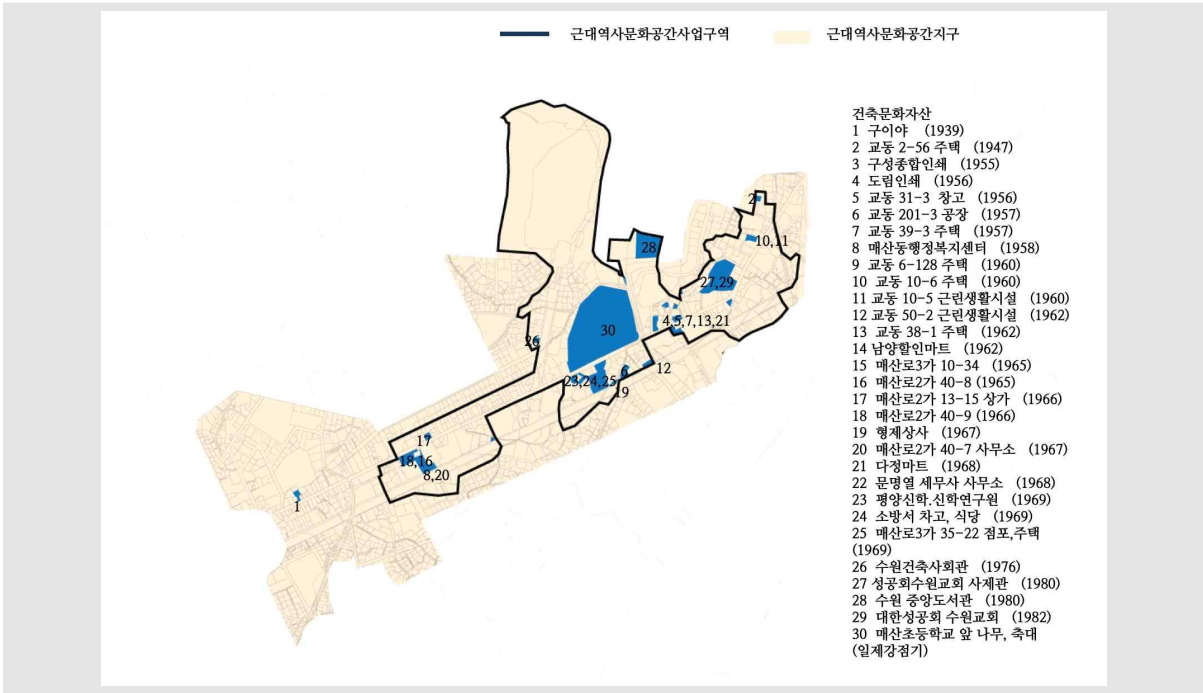 근대역사문화공간사업구역 근대역사문화공간지구
건축문화자산
1 구이야 (1939)
2 교동 2-56 주택 (1947)
3 구성종합인쇄 (1955)
4 도림인쇄 (1956)
5 교동 31-3 창고 (1956)
6 교동 201-3 공장 (1957)
7 교동 39-3 주택 (1957)
8 매산동행정복지센터 (1958)
9 교동 6-128 주택 (1960)
10 교동 10-6 주택 (1960)
11 교동 10-5 근린생활시설 (1960)
12 교동 50-2 근린생활시설 (1962)
13 교동 38-1 주택 (1962)
14 남양할인마트 (1962)
15 매산로3가 10-34 (1965)
16 매산로2가 40-8 (1965)
17 매산로2가 13-15 상가 (1966)
18 매산로2가 40-9 (1966)
19 형제상사 (1967)
20 매산로2가 40-7 사무소 (1967)
21 다정마트 (1968)
22 문명열 세무사 사무소 (1968)
23 평양신학.신학연구원 (1969)
24 소방서 차고, 식당 (1969)
25 매산로3가 35-22 점포,주택
(1969)
26 수원건축사회관 (1976)
27 성공회수원교회 사제관 (1980)
28 수원 중앙도서관 (1980)
29 대한성공회 수원교회 (1982)
30 매산초등학교 앞 나무, 축대
(일제강점기)
2
10,11
28
27,29
4,5,7,13,21
30
26
12
6
23,24,25
19
17
18,16
8,20
1